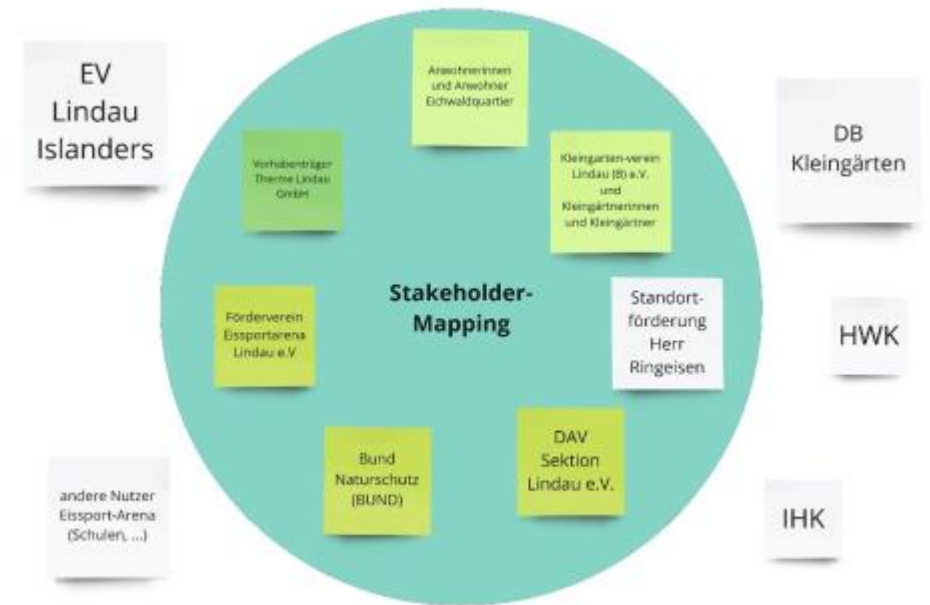 EV
Lindau
Islanders
Anwohnerinnen
und Anwohner
Eichwaldquartier
Vorhabenträger
Therme Lindau
GmbH
Kleingarten-verein
Lindau (B) e.V.
und
Kleingärtnerinnen
und Kleingärtner
DB
Kleingärten
Förderverein
Eissportarena
Lindau e.V
Stakeholder-
Mapping
Standort-
förderung
Herr
Ringeisen
HWK
Bund
Naturschutz
(BUND)
DAV
Sektion
Lindau e.V.
andere Nutzer
Eissport-Arena
(Schulen, ...)
IHK